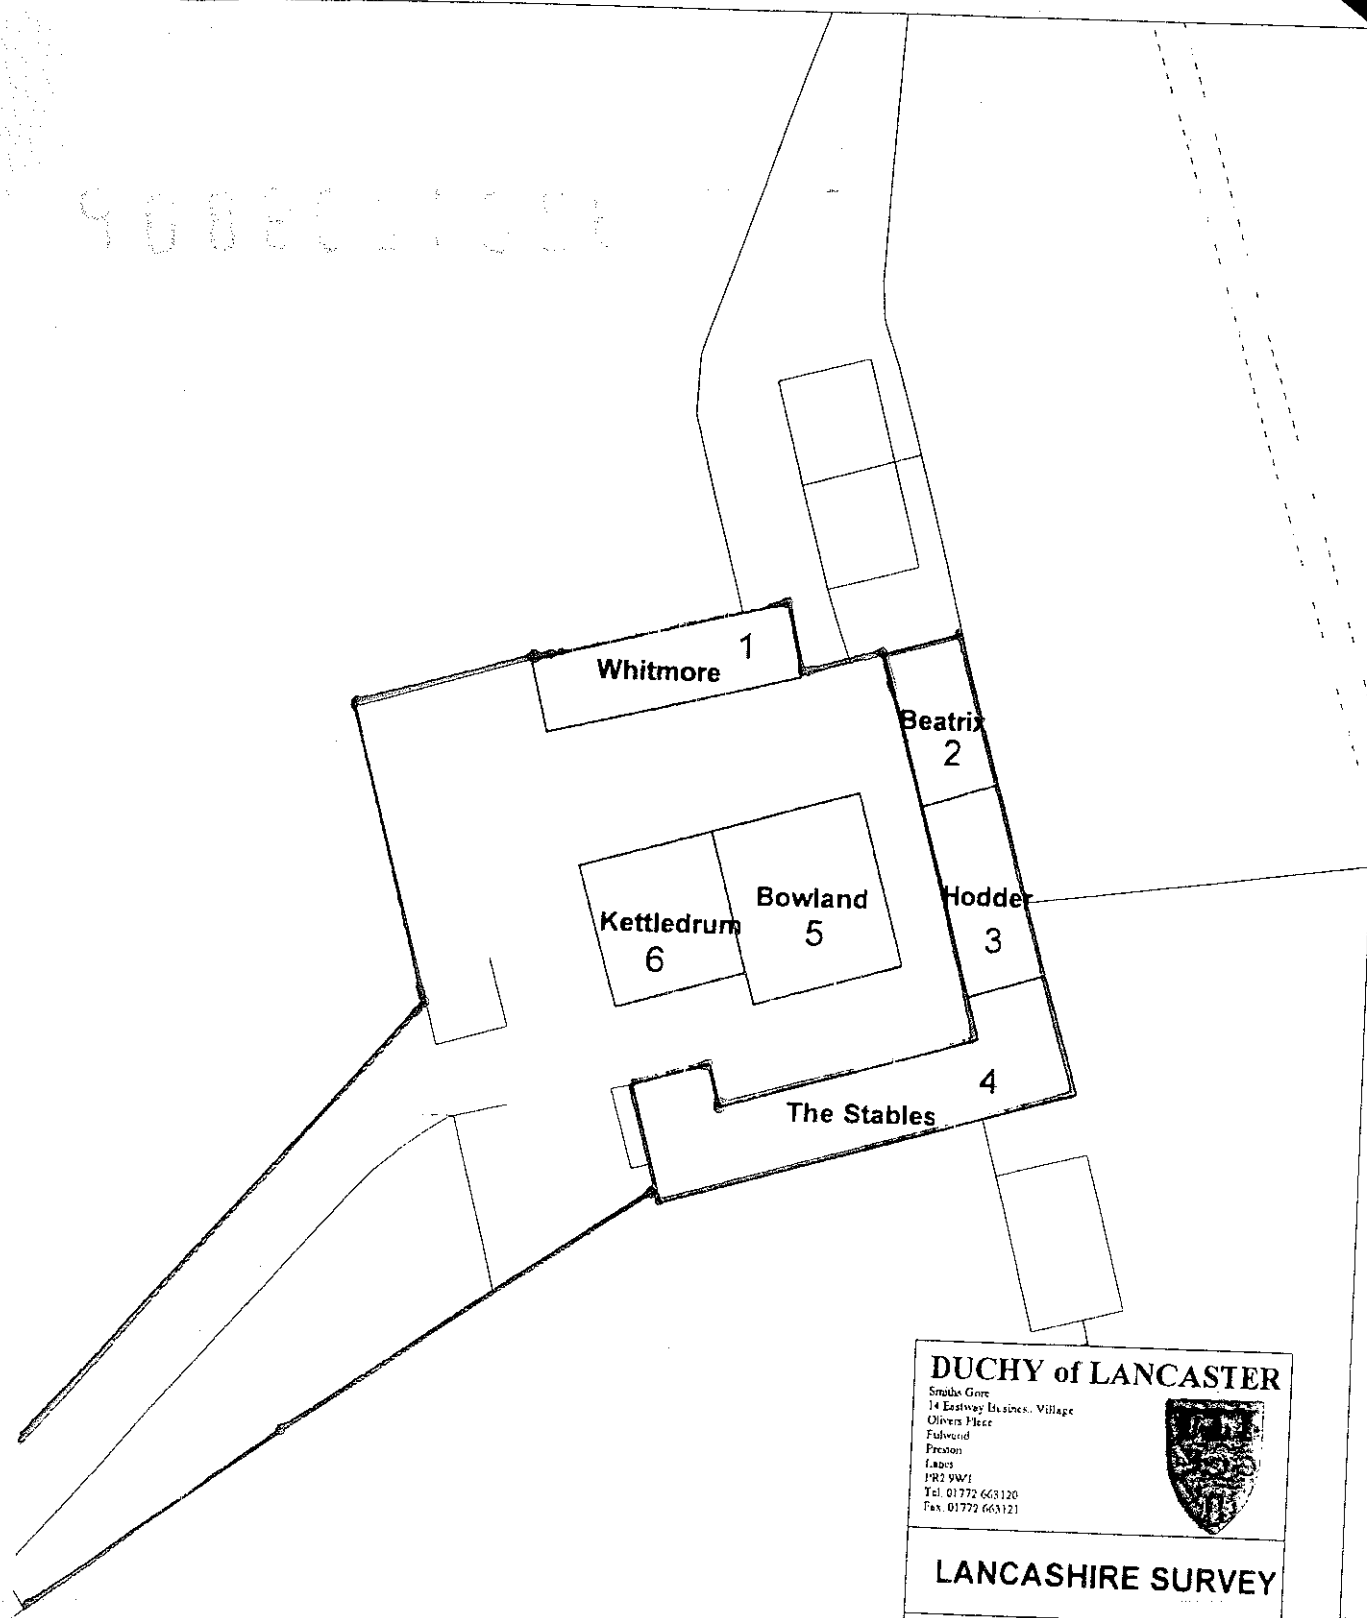 1
Whitmore
Beatrix
2
Bowland
5
Kettledrum
6
Hodder
3
4
The Stables
DUCHY of LANCASTER
Smiths Gore
14 Eastway Business Village
Olivers Place
Fulwood
Preston
Lancs
PR2 9WT
Tel. 01772 663120
Fax. 01772 663121
LANCASHIRE SURVEY